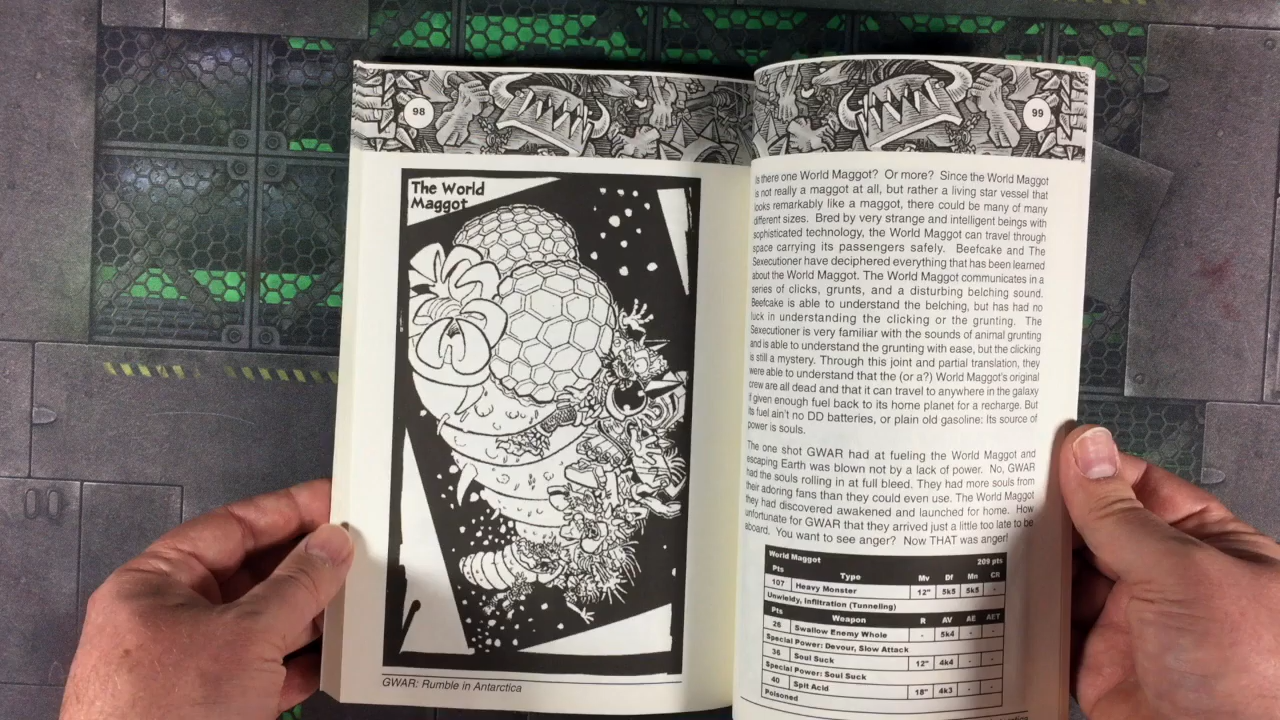 98
The World
Maggot
GWAR: Rumble in Antarctica
99
Is there one World Maggot? Or more? Since the World Maggot
is not really a maggot at all, but rather a living star vessel that
looks remarkably like a maggot, there could be many of many
different sizes. Bred by very strange and intelligent beings with
sophisticated technology, the World Maggot can travel through
space carrying its passengers safely. Beefcake and The
Sexecutioner have deciphered everything that has been learned
about the World Maggot. The World Maggot communicates in a
series of clicks, grunts, and a disturbing belching sound.
Beefcake is able to understand the belching, but has had no
luck in understanding the clicking or the grunting. The
Sexecutioner is very familiar with the sounds of animal grunting
and is able to understand the grunting with ease, but the clicking
is still a mystery. Through this joint and partial translation, they
were able to understand that the (or a?) World Maggot's original
crew are all dead and that it can travel to anywhere in the galaxy
if given enough fuel back to its home planet for a recharge. But
its fuel ain't no DD batteries, or plain old gasoline: Its source of
power is souls.
The one shot GWAR had at fueling the World Maggot and
escaping Earth was blown not by a lack of power. No, GWAR
had the souls rolling in at full bleed. They had more souls from
their adoring fans than they could even use. The World Maggot
they had discovered awakened and launched for home. How
unfortunate for GWAR that they arrived just a little too late to be
aboard. You want to see anger? Now THAT was anger!
World Maggot 209 pts
Pts Type Mv Df Mn CR
107 Heavy Monster 12" 5k5 5k5 -
Unwieldy, Infiltration (Tunneling)
Pts Weapon R AV AE AET
26 Swallow Enemy Whole - 5k4 - -
Special Power: Devour, Slow Attack
36 Soul Suck 12" 4k4 - -
Special Power: Soul Suck
40 Spit Acid 18" 4k3 - -
Poisoned